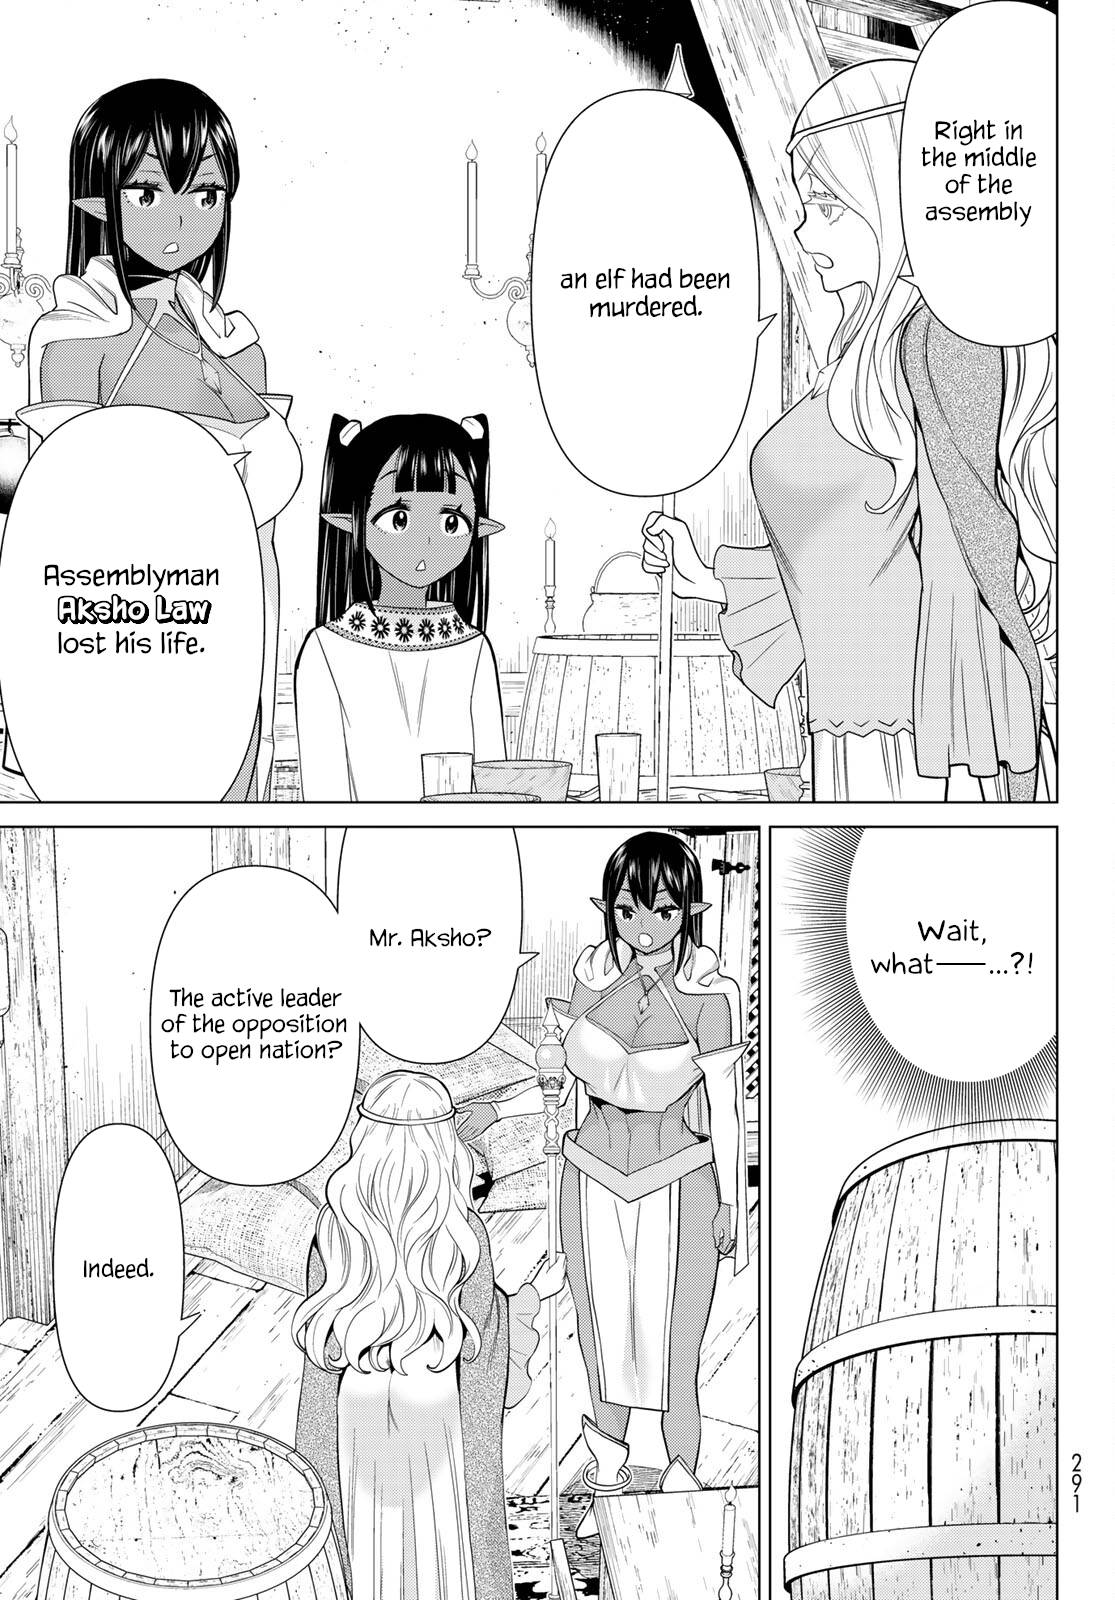 Right in
the middle
of the
assembly
an elf had been
murdered.
Assemblyman
Aksho Law
lost his life.
Wait,
what——...?!
Mr. Aksho?
The active leader
of the opposition
to open nation?
Indeed.
291